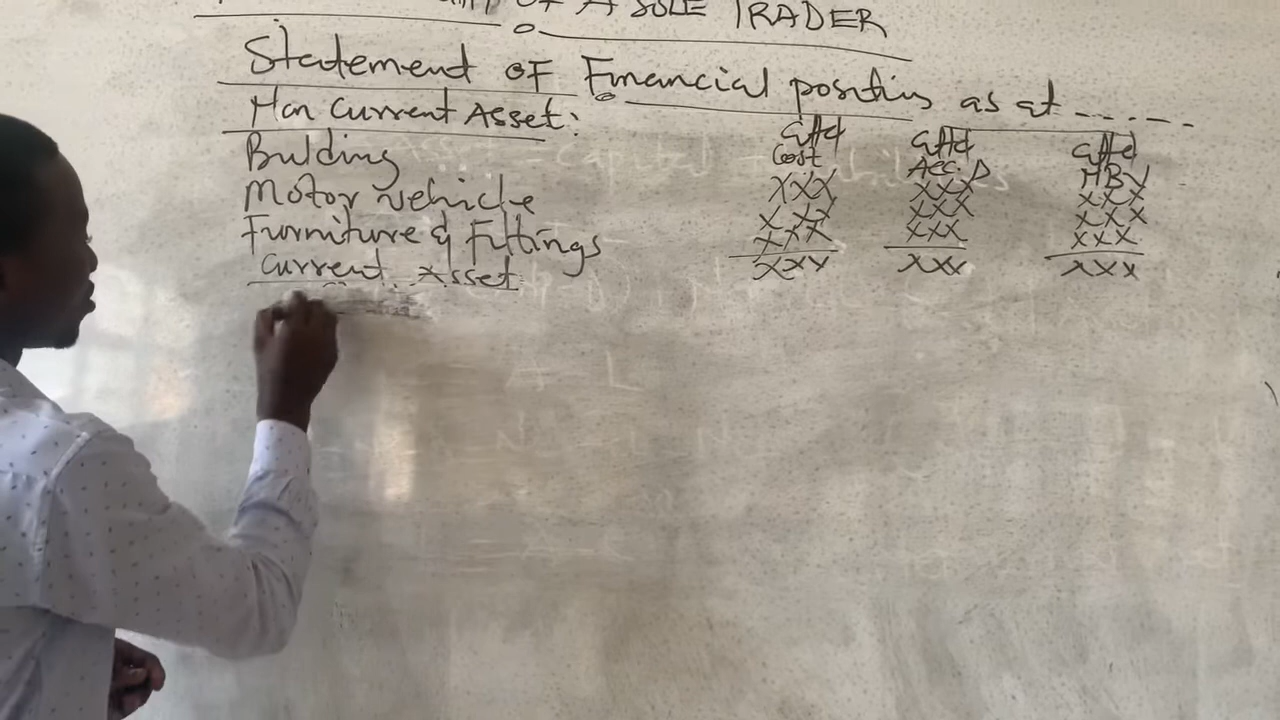 OF A SOLE TRADER
Statement OF Financial position as at ......
Non Current Asset:
GH₵ GH₵ GH₵
Cost Acc. D NBV
Bulding XXX XXX XXX
Motor vehicle XXX XXX XXX
Furniture & Fittings XXX XXX XXX
Current Asset XXX XXX XXX